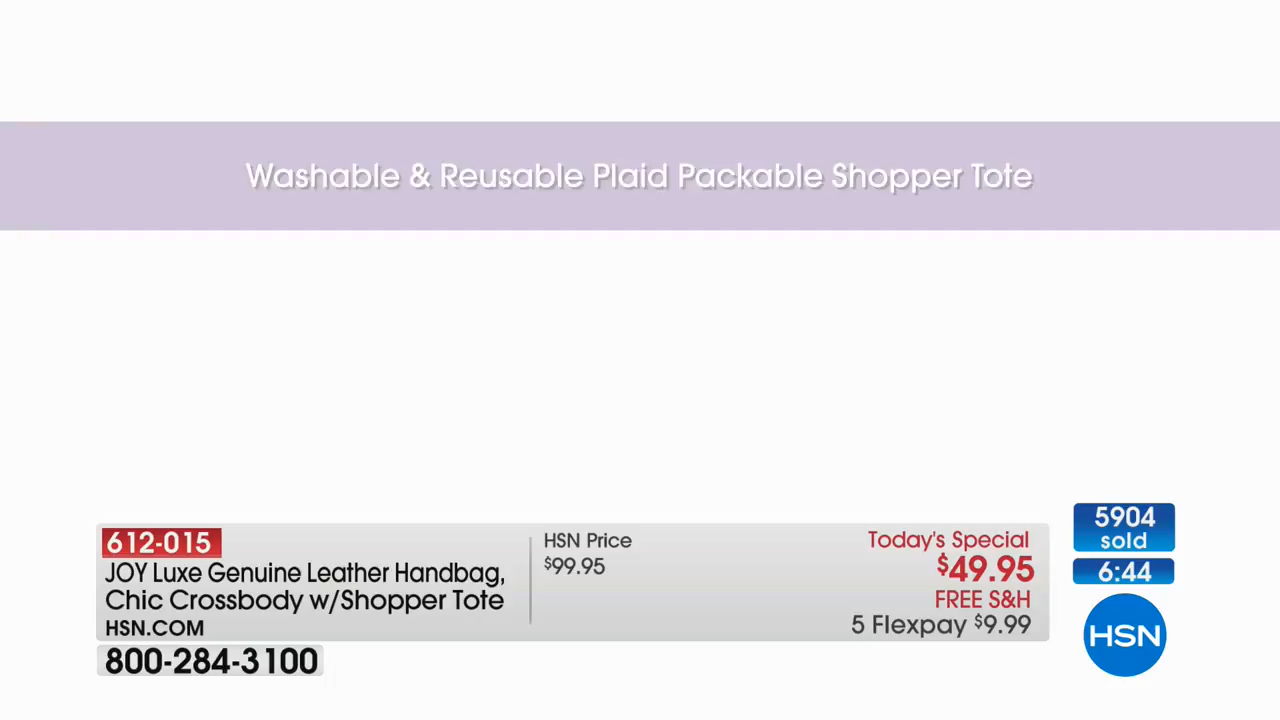 Washable & Reusable Plaid Packable Shopper Tote
612-015
JOY Luxe Genuine Leather Handbag,
Chic Crossbody w/Shopper Tote
HSN.COM
800-284-3100
HSN Price
$99.95
Today's Special
$49.95
FREE S&H
5 Flexpay $9.99
5904
sold
6:44
HSN